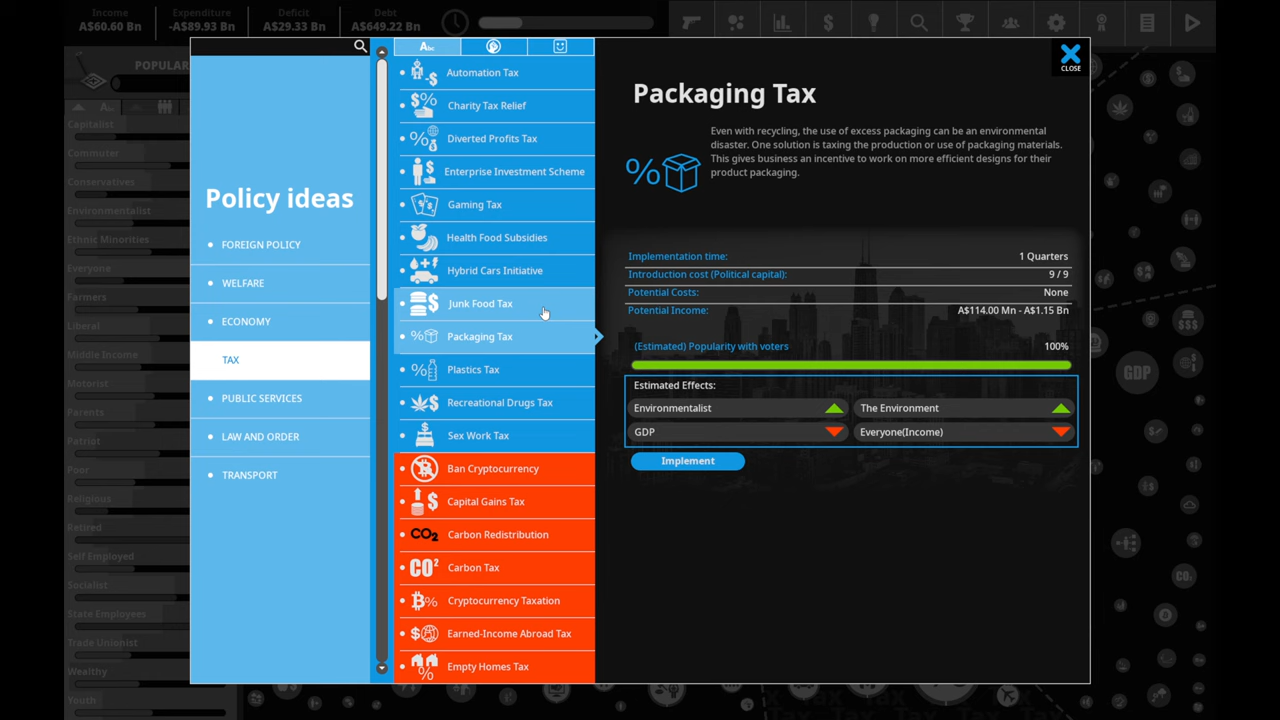 Income
A$60.60 Bn
Expenditure
-A$89.93 Bn
Deficit
A$29.33 Bn
Debt
A$649.22 Bn
POPULAR
Capitalist
Commuter
Conservatives
Environmentalist
Ethnic Minorities
Everyone
Farmers
Liberal
Middle Income
Motorist
Parents
Patriot
Poor
Religious
Retired
Self Employed
Socialist
State Employees
Trade Unionist
Wealthy
Youth
Policy ideas
FOREIGN POLICY
WELFARE
ECONOMY
TAX
PUBLIC SERVICES
LAW AND ORDER
TRANSPORT
Abc
Automation Tax
Charity Tax Relief
Diverted Profits Tax
Enterprise Investment Scheme
Gaming Tax
Health Food Subsidies
Hybrid Cars Initiative
Junk Food Tax
Packaging Tax
Plastics Tax
Recreational Drugs Tax
Sex Work Tax
Ban Cryptocurrency
Capital Gains Tax
CO2 Carbon Redistribution
CO² Carbon Tax
Cryptocurrency Taxation
Earned-Income Abroad Tax
Empty Homes Tax
CLOSE
Packaging Tax
Even with recycling, the use of excess packaging can be an environmental
disaster. One solution is taxing the production or use of packaging materials.
This gives business an incentive to work on more efficient designs for their
product packaging.
Implementation time: 1 Quarters
Introduction cost (Political capital): 9 / 9
Potential Costs: None
Potential Income: A$114.00 Mn - A$1.15 Bn
(Estimated) Popularity with voters 100%
Estimated Effects:
Environmentalist
The Environment
GDP
Everyone(Income)
Implement
GDP